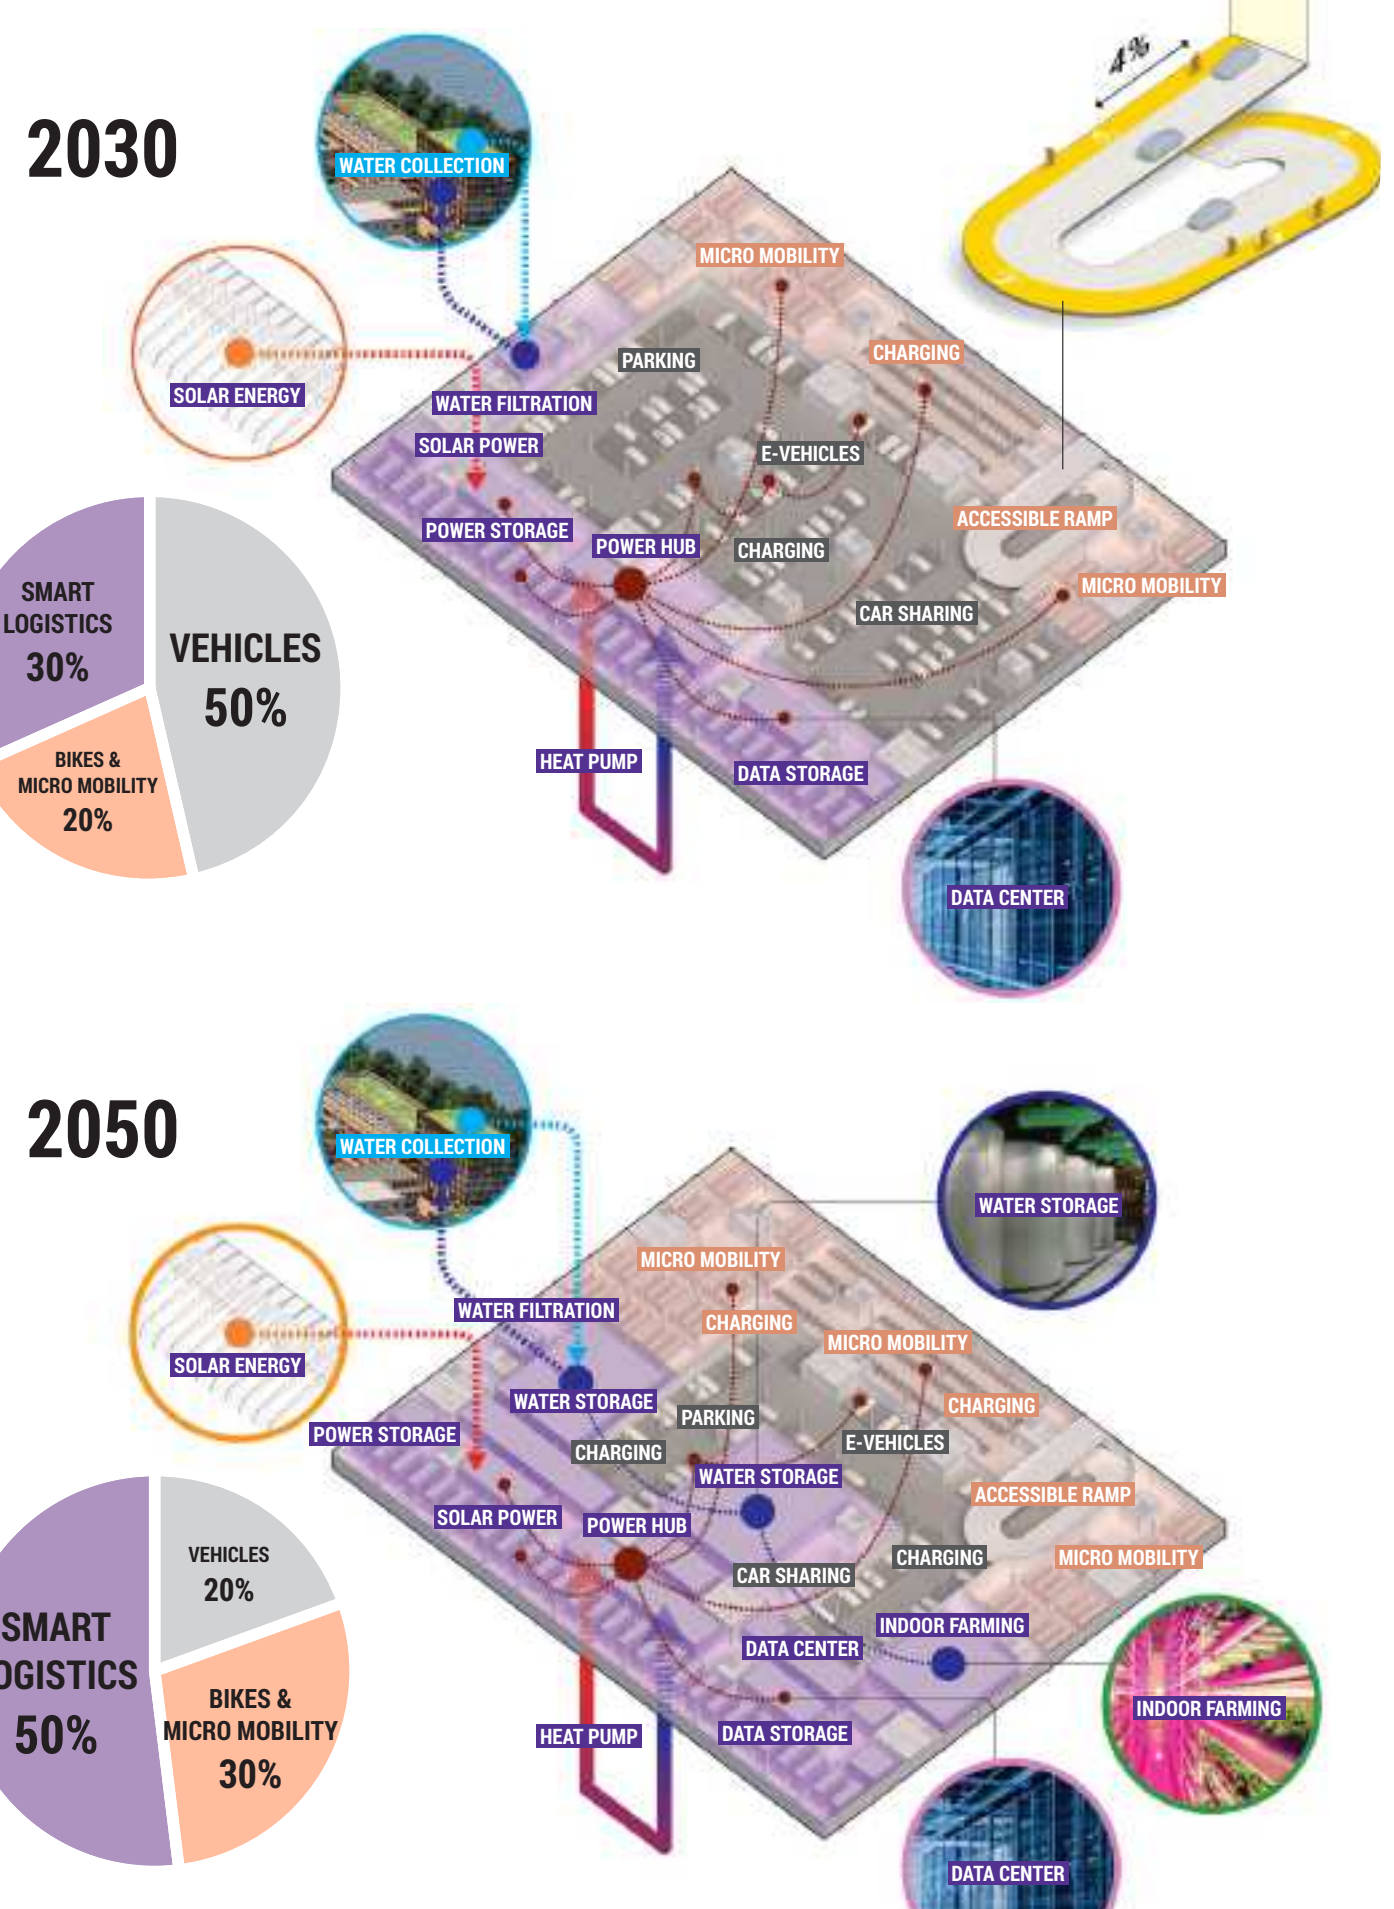 4%
2030
WATER COLLECTION
MICRO MOBILITY
CHARGING
PARKING
SOLAR ENERGY
WATER FILTRATION
SOLAR POWER
E-VEHICLES
POWER STORAGE
POWER HUB
CHARGING
ACCESSIBLE RAMP
MICRO MOBILITY
CAR SHARING
SMART
LOGISTICS
30%
VEHICLES
50%
BIKES &
MICRO MOBILITY
20%
HEAT PUMP
DATA STORAGE
DATA CENTER
2050
WATER COLLECTION
WATER STORAGE
MICRO MOBILITY
WATER FILTRATION
CHARGING
MICRO MOBILITY
SOLAR ENERGY
WATER STORAGE
CHARGING
PARKING
POWER STORAGE
CHARGING
E-VEHICLES
WATER STORAGE
ACCESSIBLE RAMP
SOLAR POWER
POWER HUB
CHARGING
MICRO MOBILITY
CAR SHARING
INDOOR FARMING
DATA CENTER
VEHICLES
20%
SMART
OGISTICS
50%
BIKES &
MICRO MOBILITY
30%
HEAT PUMP
DATA STORAGE
INDOOR FARMING
DATA CENTER